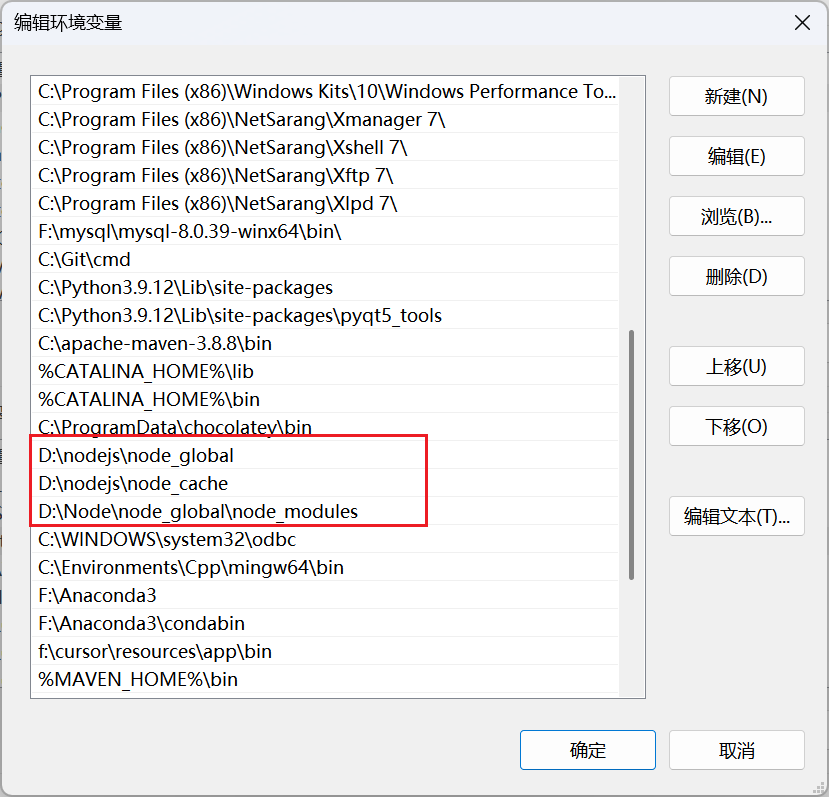 编辑环境变量
C:\Program Files (x86)\Windows Kits\10\Windows Performance To...
C:\Program Files (x86)\NetSarang\Xmanager 7\
C:\Program Files (x86)\NetSarang\Xshell 7\
C:\Program Files (x86)\NetSarang\Xftp 7\
C:\Program Files (x86)\NetSarang\Xlpd 7\
F:\mysql\mysql-8.0.39-winx64\bin\
C:\Git\cmd
C:\Python3.9.12\Lib\site-packages
C:\Python3.9.12\Lib\site-packages\pyqt5_tools
C:\apache-maven-3.8.8\bin
%CATALINA_HOME%\lib
%CATALINA_HOME%\bin
C:\ProgramData\chocolatey\bin
D:\nodejs\node_global
D:\nodejs\node_cache
D:\Node\node_global\node_modules
C:\WINDOWS\system32\odbc
C:\Environments\Cpp\mingw64\bin
F:\Anaconda3
F:\Anaconda3\condabin
f:\cursor\resources\app\bin
%MAVEN_HOME%\bin
新建(N)
编辑(E)
浏览(B)...
删除(D)
上移(U)
下移(O)
编辑文本(T)...
确定
取消